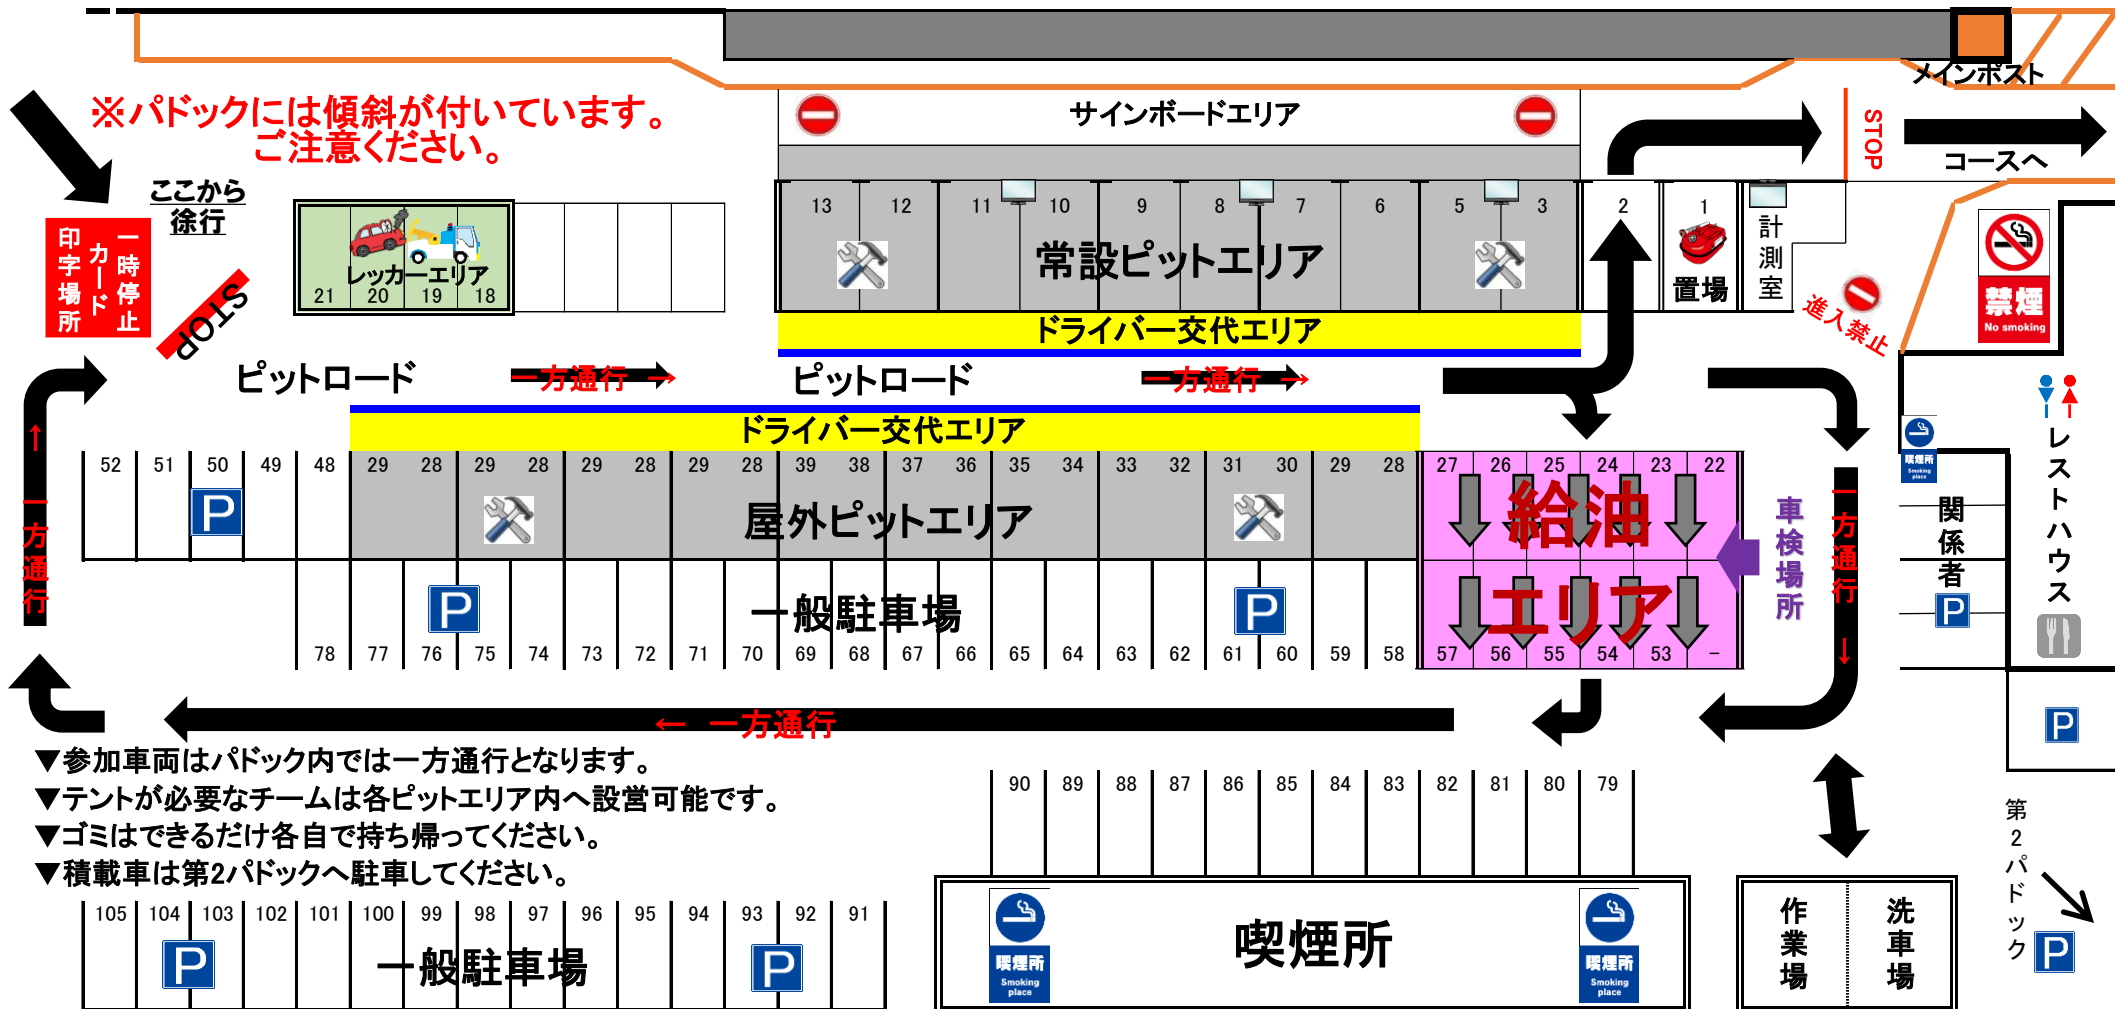 メインポスト
※パドックには傾斜が付いています。
ご注意ください。
サインボードエリア
STOP
コースへ
ここから
徐行
一時停止
カード
印字場所
STOP
レッカーエリア
21 20 19 18
13 12 11 10 9 8 7 6 5 3 2 1
常設ピットエリア
置場
計測室
進入禁止
禁煙
No smoking
ドライバー交代エリア
ピットロード
一方通行 →
ピットロード
一方通行 →
ドライバー交代エリア
↑
一方通行
52 51 50 49 48 29 28 29 28 29 28 29 28 39 38 37 36 35 34 33 32 31 30 29 28 27 26 25 24 23 22
P
屋外ピットエリア
給油
エリア
車検場所
一方通行
↓
喫煙所
Smoking place
関係者
P
レストハウス
P
一般駐車場
P
78 77 76 75 74 73 72 71 70 69 68 67 66 65 64 63 62 61 60 59 58 57 56 55 54 53 －
← 一方通行
P
▼参加車両はパドック内では一方通行となります。
▼テントが必要なチームは各ピットエリア内へ設営可能です。
▼ゴミはできるだけ各自で持ち帰ってください。
▼積載車は第2パドックへ駐車してください。
90 89 88 87 86 85 84 83 82 81 80 79
105 104 103 102 101 100 99 98 97 96 95 94 93 92 91
P
一般駐車場
P
喫煙所
Smoking
place
喫煙所
喫煙所
Smoking
place
作業場
洗車場
第2パドック
P